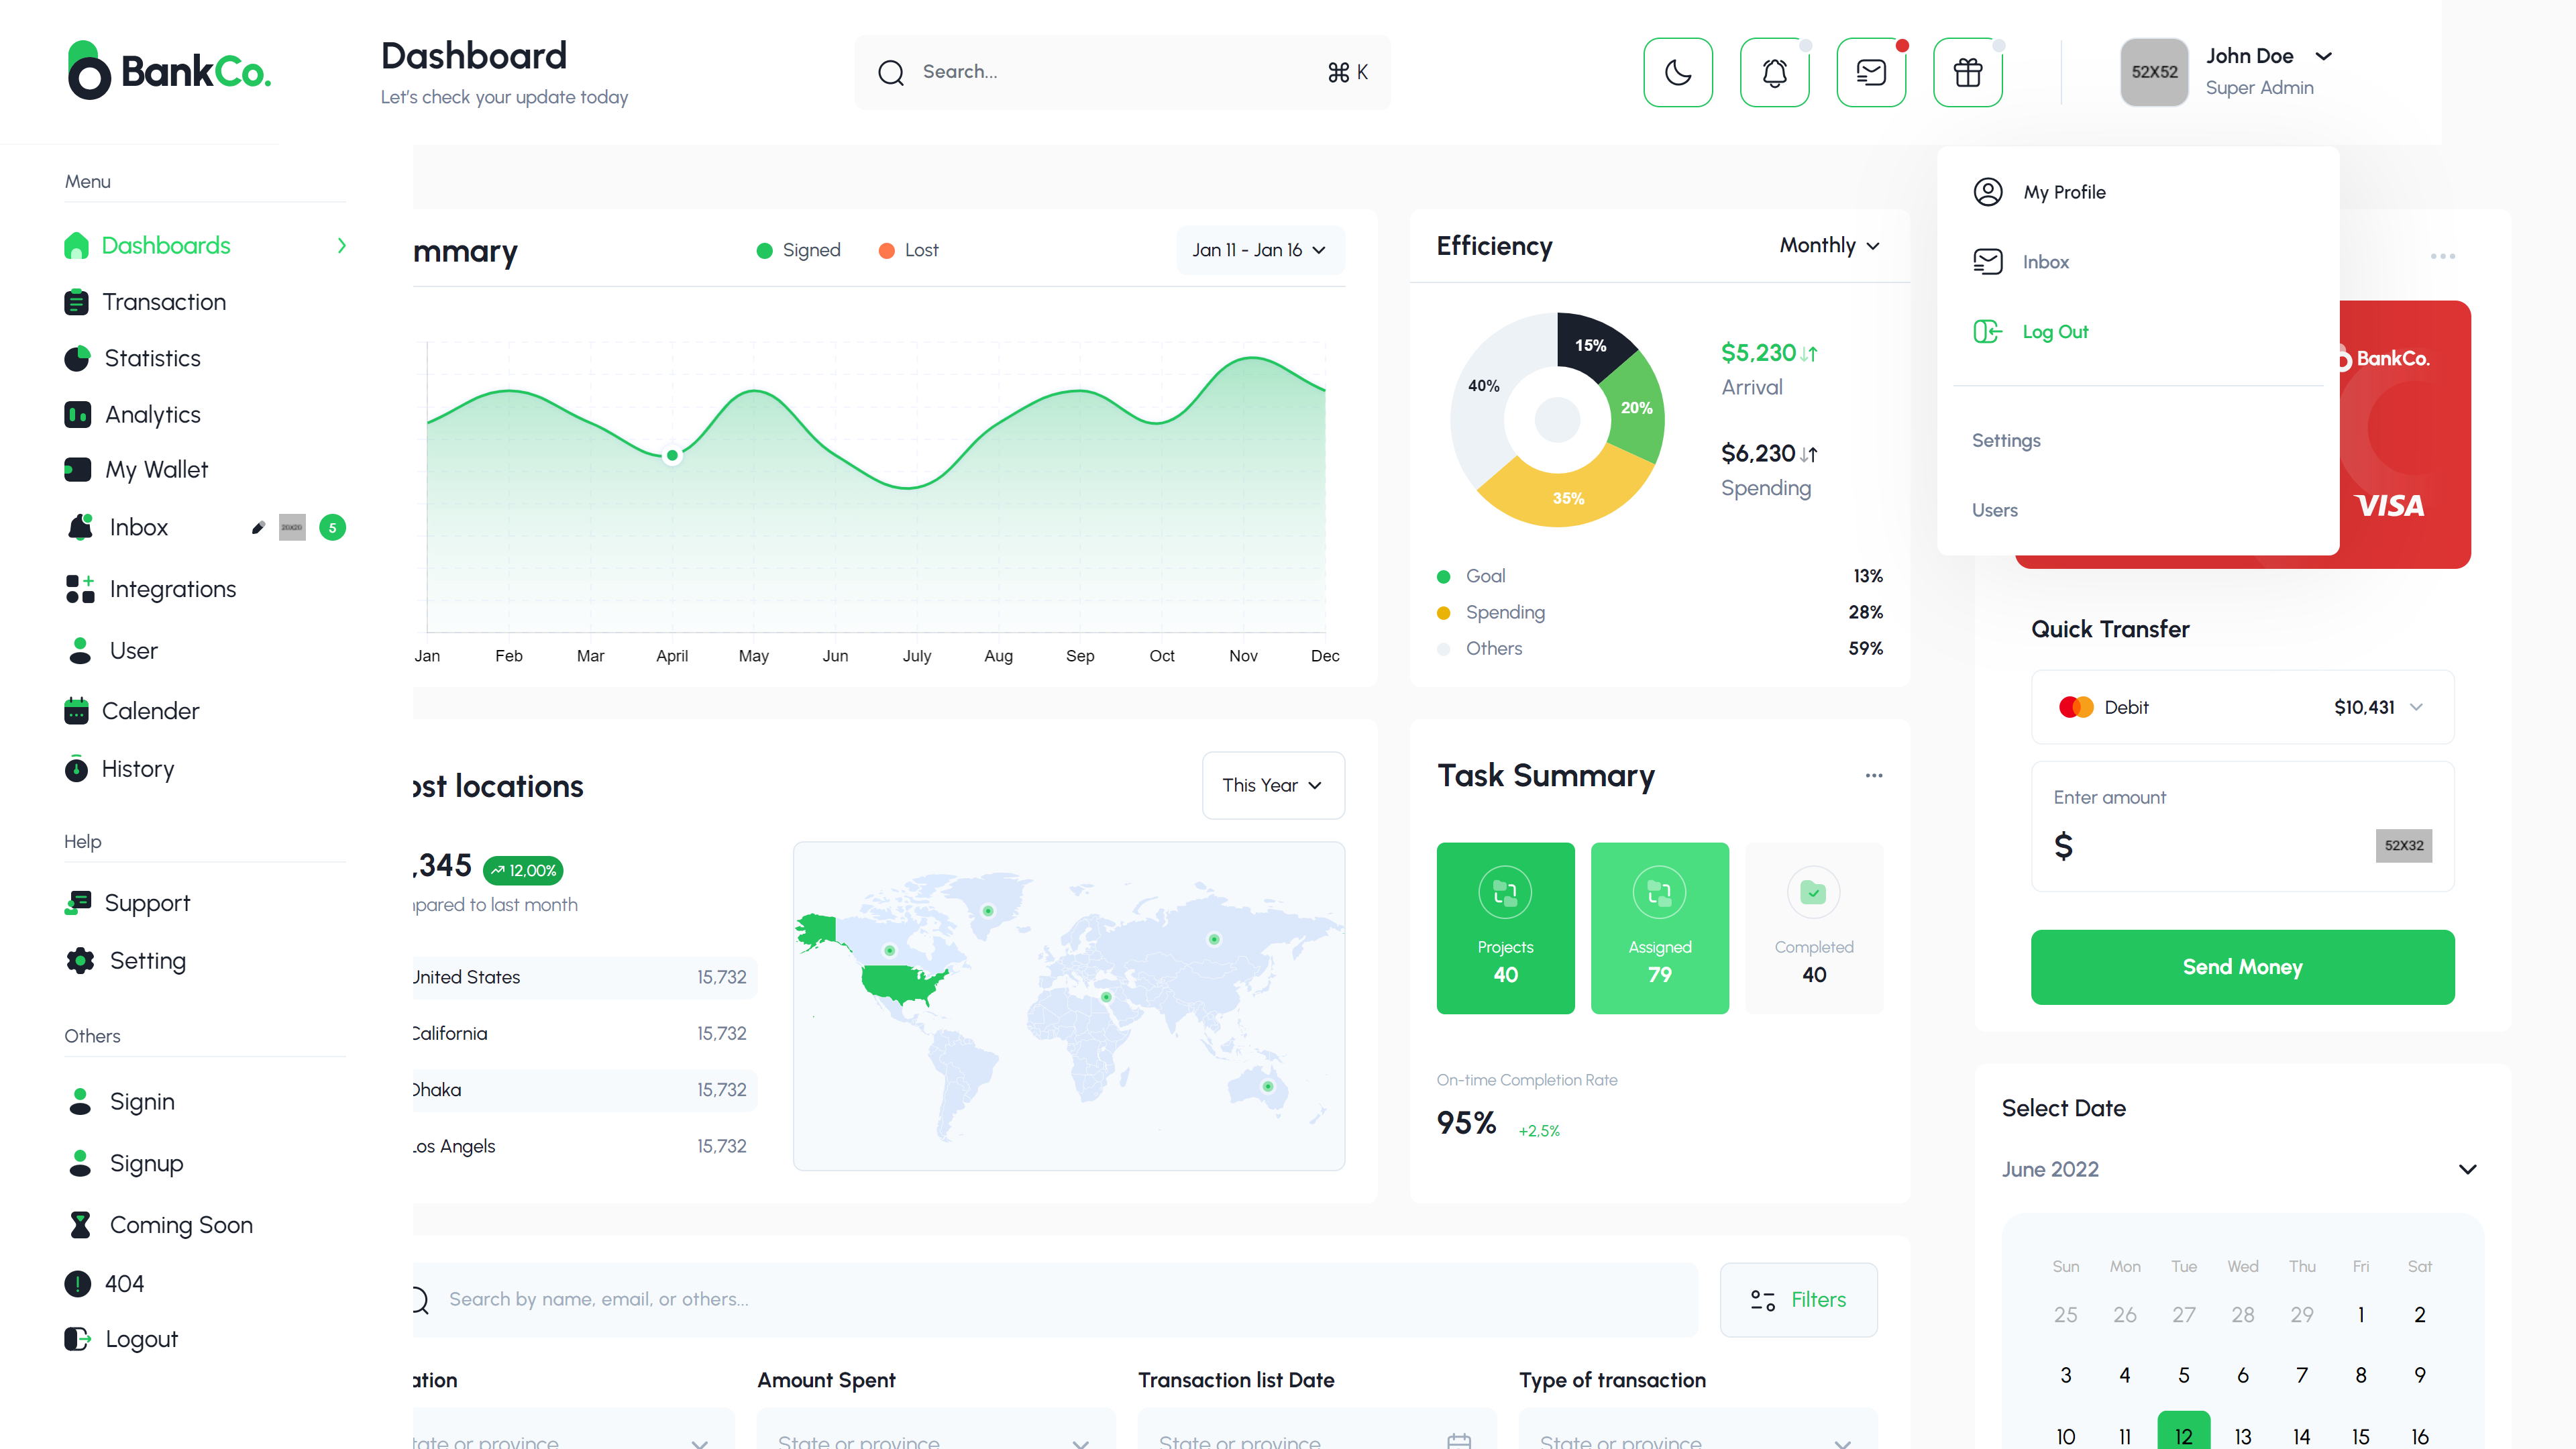 BankCo.
Dashboard
Let's check your update today
Search...
⌘ K
52X52
John Doe
Super Admin
Menu
Dashboards
Transaction
Statistics
Analytics
My Wallet
Inbox
20X20
5
Integrations
User
Calender
History
Help
Support
Setting
Others
Signin
Signup
Coming Soon
404
Logout
mmary
Signed
Lost
Jan 11 - Jan 16
Jan Feb Mar April May Jun July Aug Sep Oct Nov Dec
Efficiency
Monthly
15%
20%
35%
40%
$5,230
Arrival
$6,230
Spending
Goal 13%
Spending 28%
Others 59%
My Profile
Inbox
Log Out
Settings
Users
BankCo.
VISA
Quick Transfer
Debit $10,431
Enter amount
$
52X32
Send Money
ost locations
This Year
,345
12,00%
pared to last month
United States 15,732
California 15,732
Dhaka 15,732
Los Angels 15,732
Task Summary
Projects
40
Assigned
79
Completed
40
On-time Completion Rate
95% +2,5%
Select Date
June 2022
Sun Mon Tue Wed Thu Fri Sat
25 26 27 28 29 1 2
3 4 5 6 7 8 9
10 11 12 13 14 15 16
Search by name, email, or others...
Filters
ation
Amount Spent
Transaction list Date
Type of transaction
tate or province
State or province
State or province
State or province